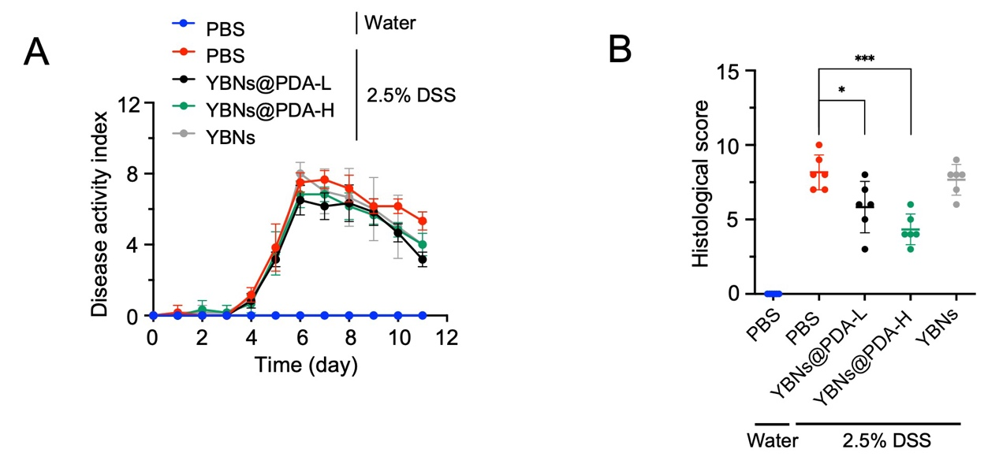 A
PBS
Water
PBS
YBNs@PDA-L
YBNs@PDA-H
YBNs
2.5% DSS
Disease activity index
12
8
4
0
0 2 4 6 8 10 12
Time (day)
B
***
*
Histological score
15
10
5
0
PBS
PBS
YBNs@PDA-L
YBNs@PDA-H
YBNs
Water
2.5% DSS